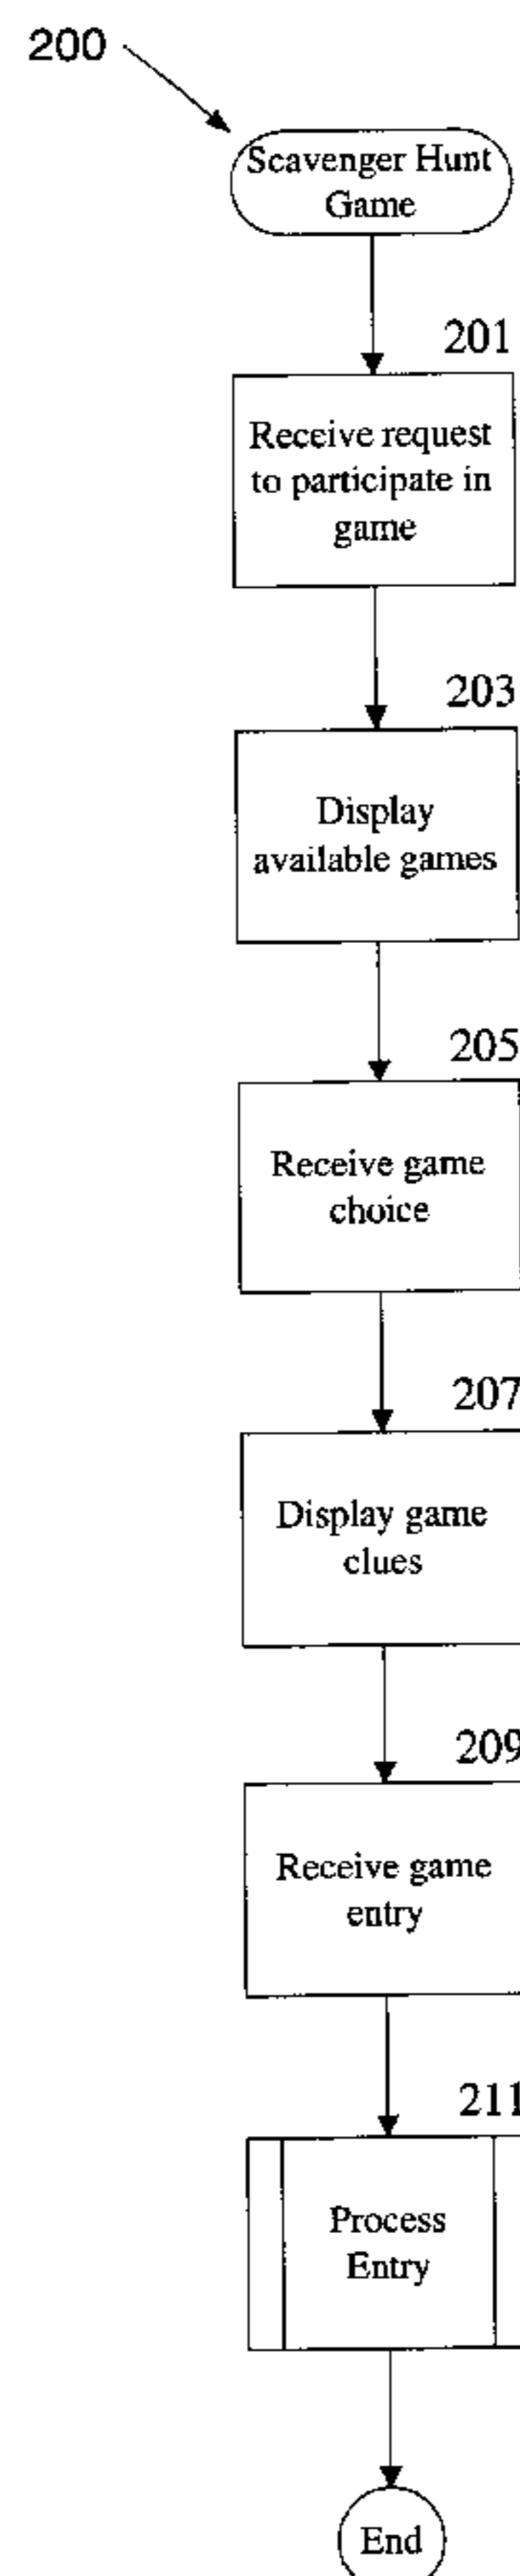 200
Scavenger Hunt
Game
201
Receive request
to participate in
game
203
Display
available games
205
Receive game
choice
207
Display game
clues
209
Receive game
entry
211
Process
Entry
End